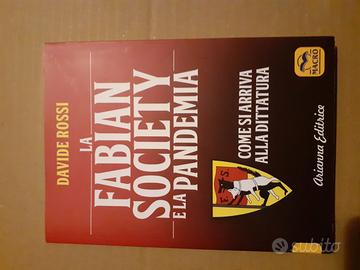 DAVIDE ROSSI
LA
FABIAN
SOCIETY
E LA PANDEMIA
COME SI ARRIVA
ALLA DITTATURA
F. S.
Arianna Editrice
MACRO
subito